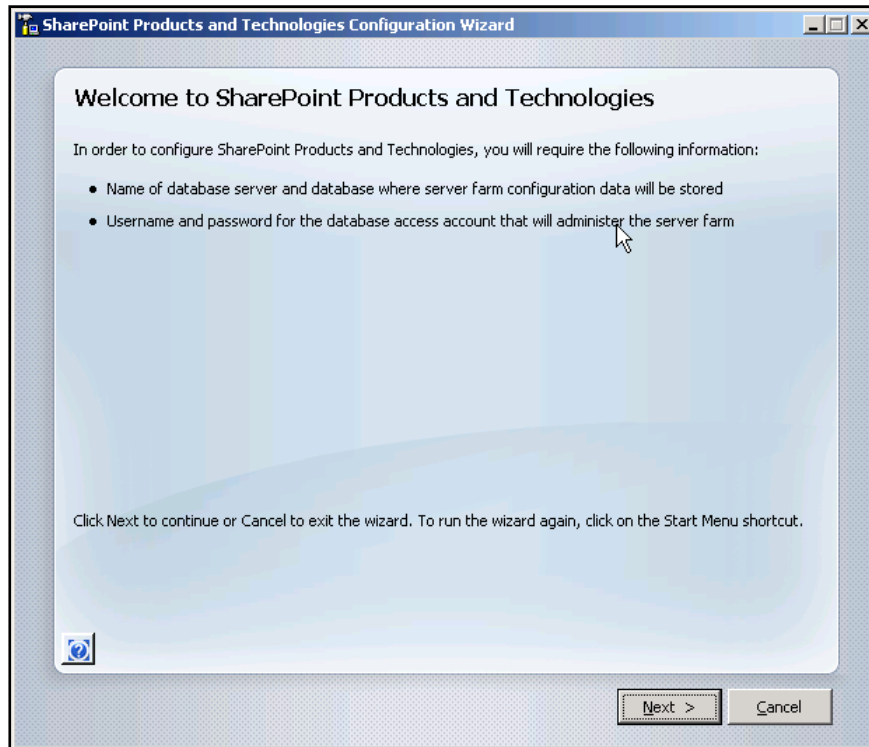 SharePoint Products and Technologies Configuration Wizard
Welcome to SharePoint Products and Technologies
In order to configure SharePoint Products and Technologies, you will require the following information:
• Name of database server and database where server farm configuration data will be stored
• Username and password for the database access account that will administer the server farm
Click Next to continue or Cancel to exit the wizard. To run the wizard again, click on the Start Menu shortcut.
?
Next >
Cancel